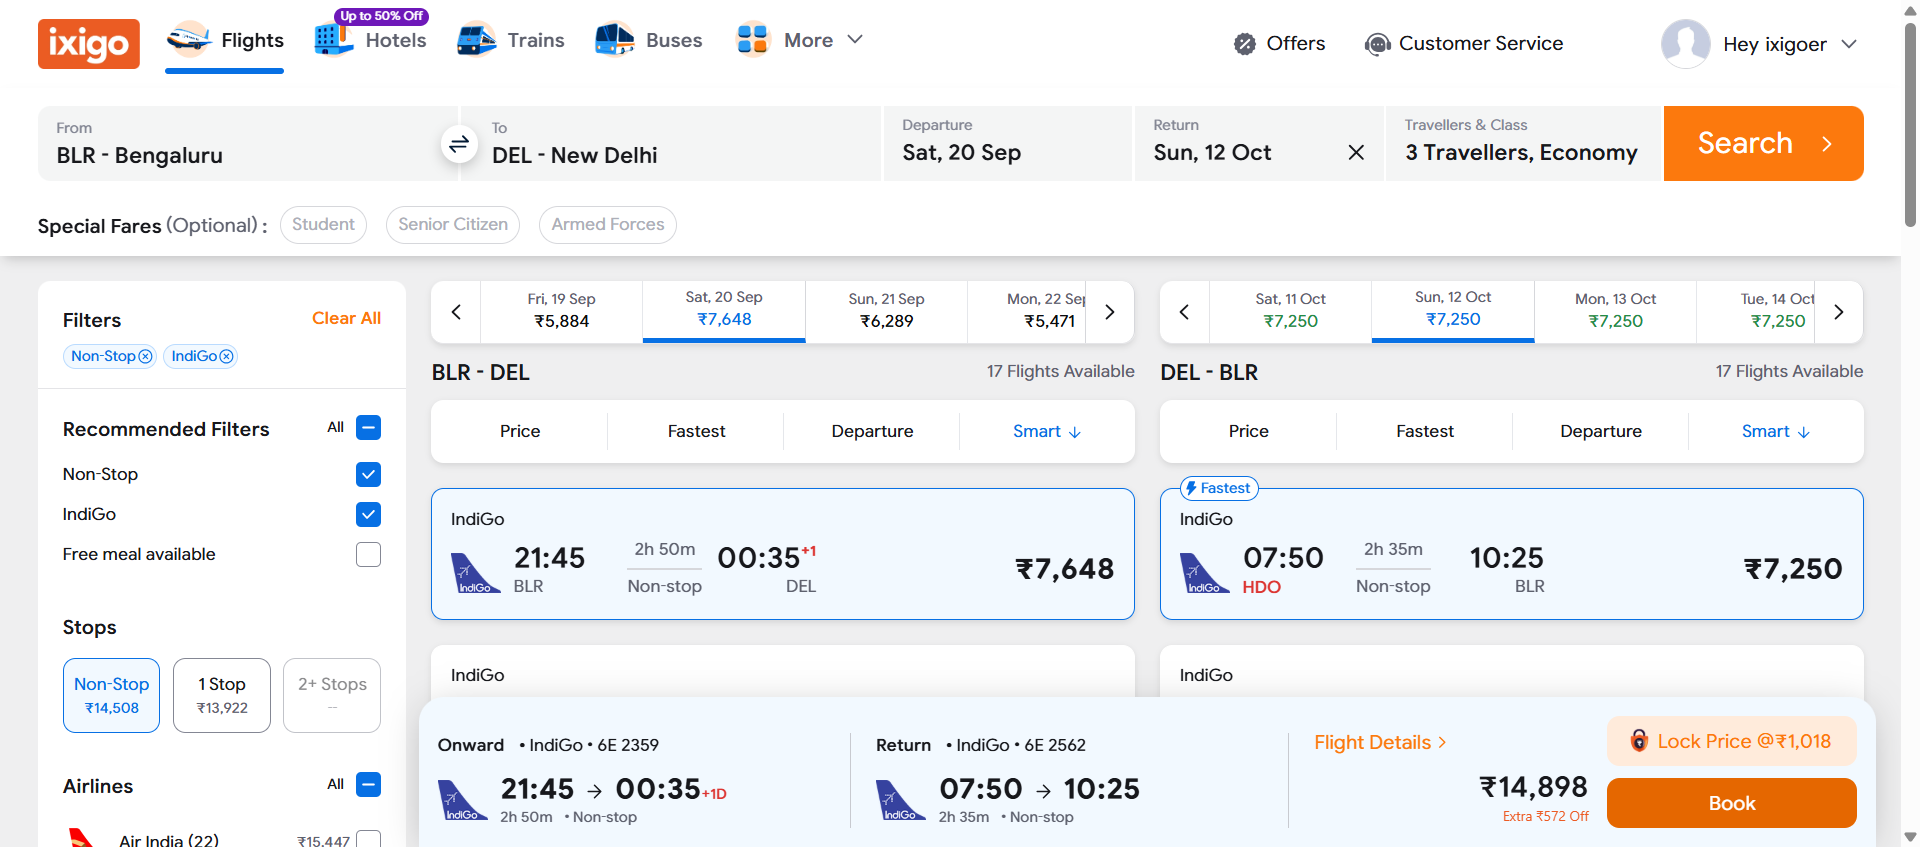 ixigo
Flights
Up to 50% Off
Hotels
Trains
Buses
More
Offers
Customer Service
Hey ixigoer
From
BLR - Bengaluru
To
DEL - New Delhi
Departure
Sat, 20 Sep
Return
Sun, 12 Oct
Travellers & Class
3 Travellers, Economy
Search
Special Fares (Optional) :
Student
Senior Citizen
Armed Forces
Filters
Clear All
Non-Stop
IndiGo
Recommended Filters
All
Non-Stop
IndiGo
Free meal available
Stops
Non-Stop
₹14,508
1 Stop
₹13,922
2+ Stops
--
Airlines
All
Air India (22)
₹15,447
Fri, 19 Sep
₹5,884
Sat, 20 Sep
₹7,648
Sun, 21 Sep
₹6,289
Mon, 22 Sep
₹5,471
BLR - DEL
17 Flights Available
Price
Fastest
Departure
Smart ↓
IndiGo
IndiGo
21:45
BLR
2h 50m
Non-stop
00:35+1
DEL
₹7,648
IndiGo
Sat, 11 Oct
₹7,250
Sun, 12 Oct
₹7,250
Mon, 13 Oct
₹7,250
Tue, 14 Oct
₹7,250
DEL - BLR
17 Flights Available
Price
Fastest
Departure
Smart ↓
Fastest
IndiGo
IndiGo
07:50
HDO
2h 35m
Non-stop
10:25
BLR
₹7,250
IndiGo
Onward • IndiGo • 6E 2359
IndiGo
21:45 → 00:35+1D
2h 50m • Non-stop
Return • IndiGo • 6E 2562
IndiGo
07:50 → 10:25
2h 35m • Non-stop
Flight Details >
₹14,898
Extra ₹572 Off
Lock Price @₹1,018
Book